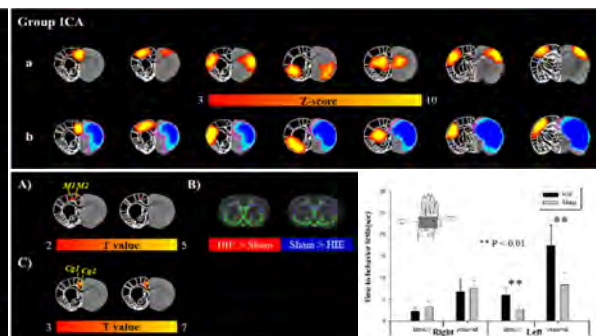 Group ICA
a
3 Z-score 10
b
A)
M1 M2
2 T value 5
B)
HIE > Sham Sham > HIE
C)
Cg1 Cg2
3 T value 7
Sham
** P < 0.01
**
**
Right Left